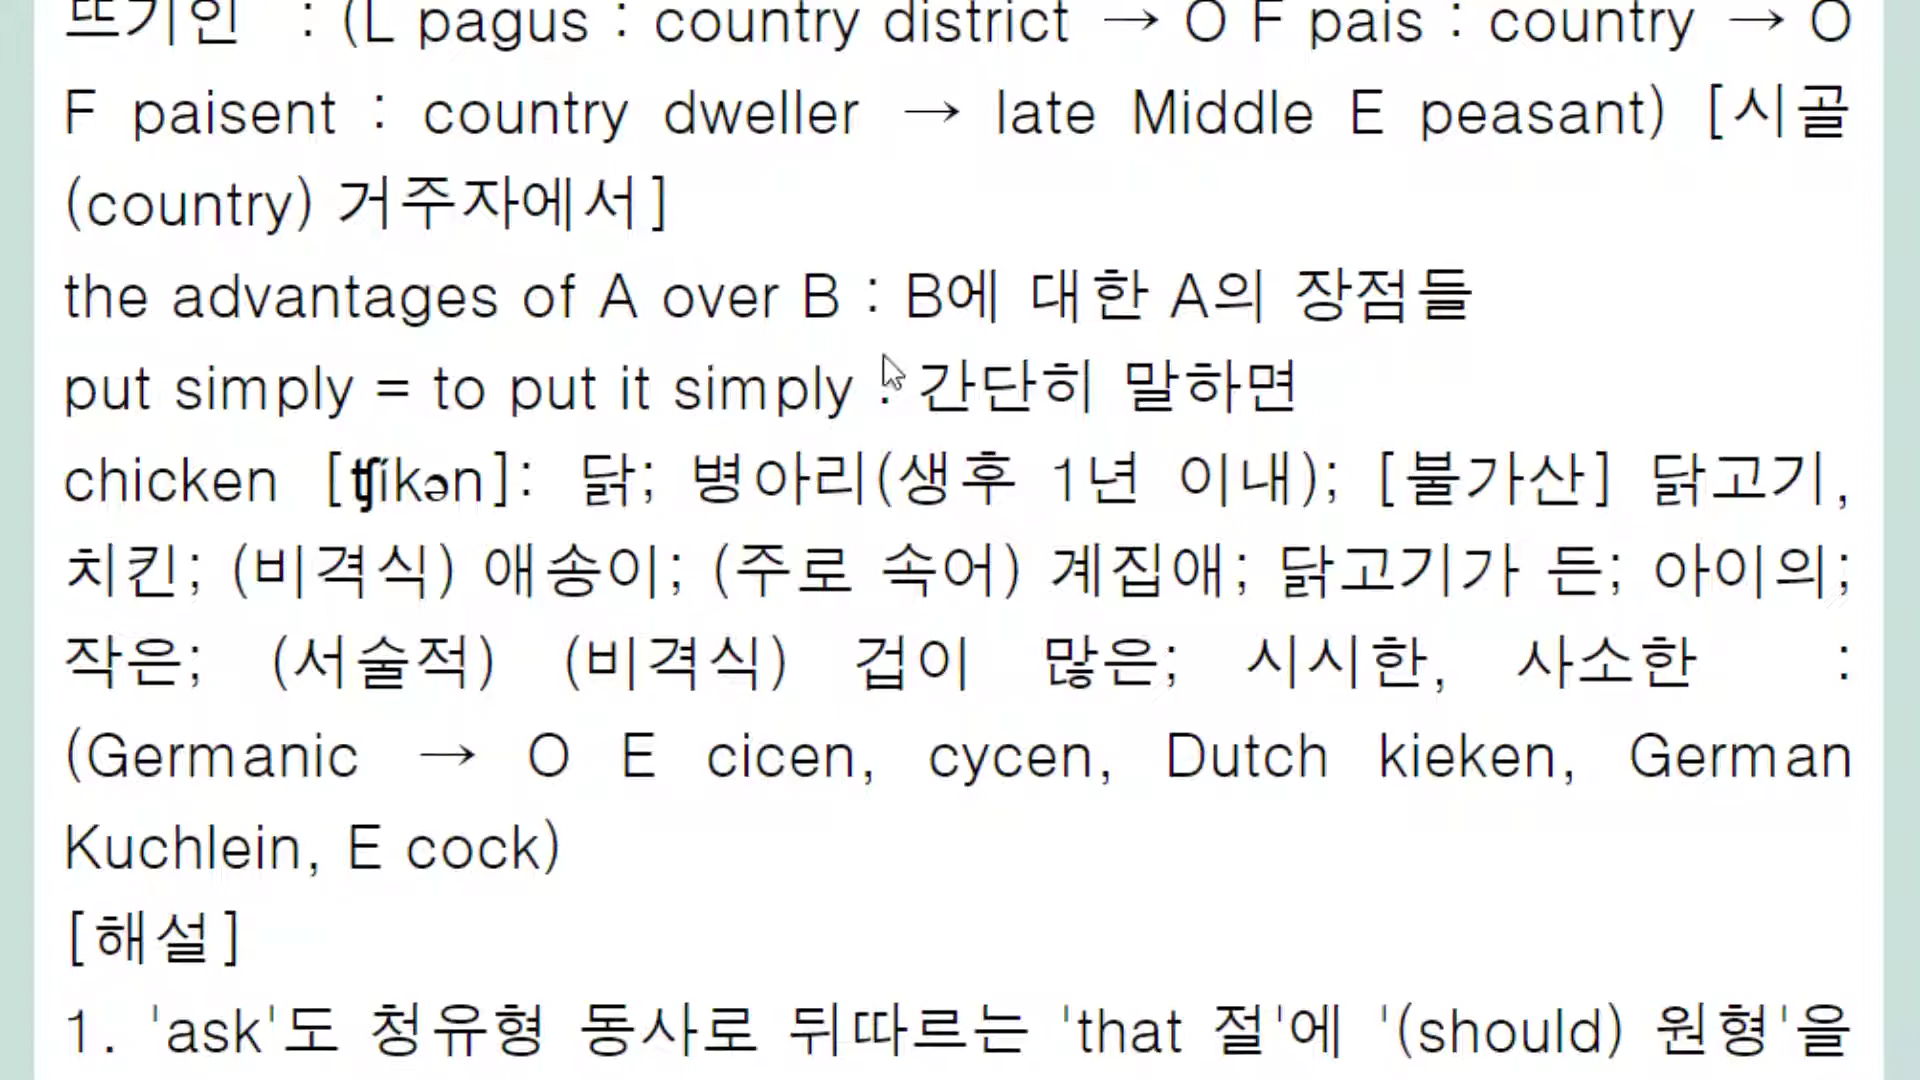 뜨기인 : (L pagus : country district → O F pais : country → O
F paisent : country dweller → late Middle E peasant) [시골
(country) 거주자에서]
the advantages of A over B : B에 대한 A의 장점들
put simply = to put it simply : 간단히 말하면
chicken [ʧíkən]: 닭; 병아리(생후 1년 이내); [불가산] 닭고기,
치킨; (비격식) 애송이; (주로 속어) 계집애; 닭고기가 든; 아이의;
작은; (서술적) (비격식) 겁이 많은; 시시한, 사소한 :
(Germanic → O E cicen, cycen, Dutch kieken, German
Kuchlein, E cock)
[해설]
1. 'ask'도 청유형 동사로 뒤따르는 'that 절'에 '(should) 원형'을